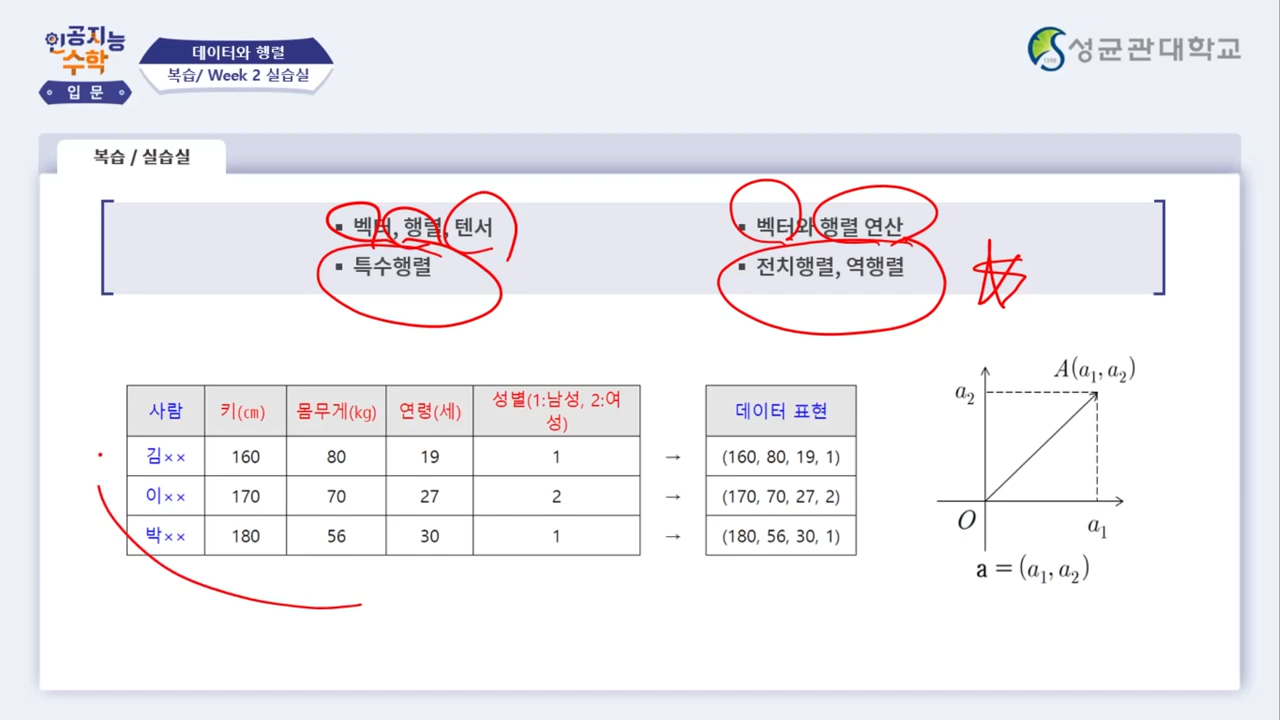 인공지능
수학
입문
데이터와 행렬
복습/ Week 2 실습실
성균관대학교
1398
복습 / 실습실
▪ 벡터, 행렬, 텐서
▪ 특수행렬
▪ 벡터와 행렬 연산
▪ 전치행렬, 역행렬
사람 키(㎝) 몸무게(kg) 연령(세) 성별(1:남성, 2:여성)
김×× 160 80 19 1
이×× 170 70 27 2
박×× 180 56 30 1
→
→
→
데이터 표현
(160, 80, 19, 1)
(170, 70, 27, 2)
(180, 56, 30, 1)
A(a₁, a₂)
a₂
O
a₁
a = (a₁, a₂)